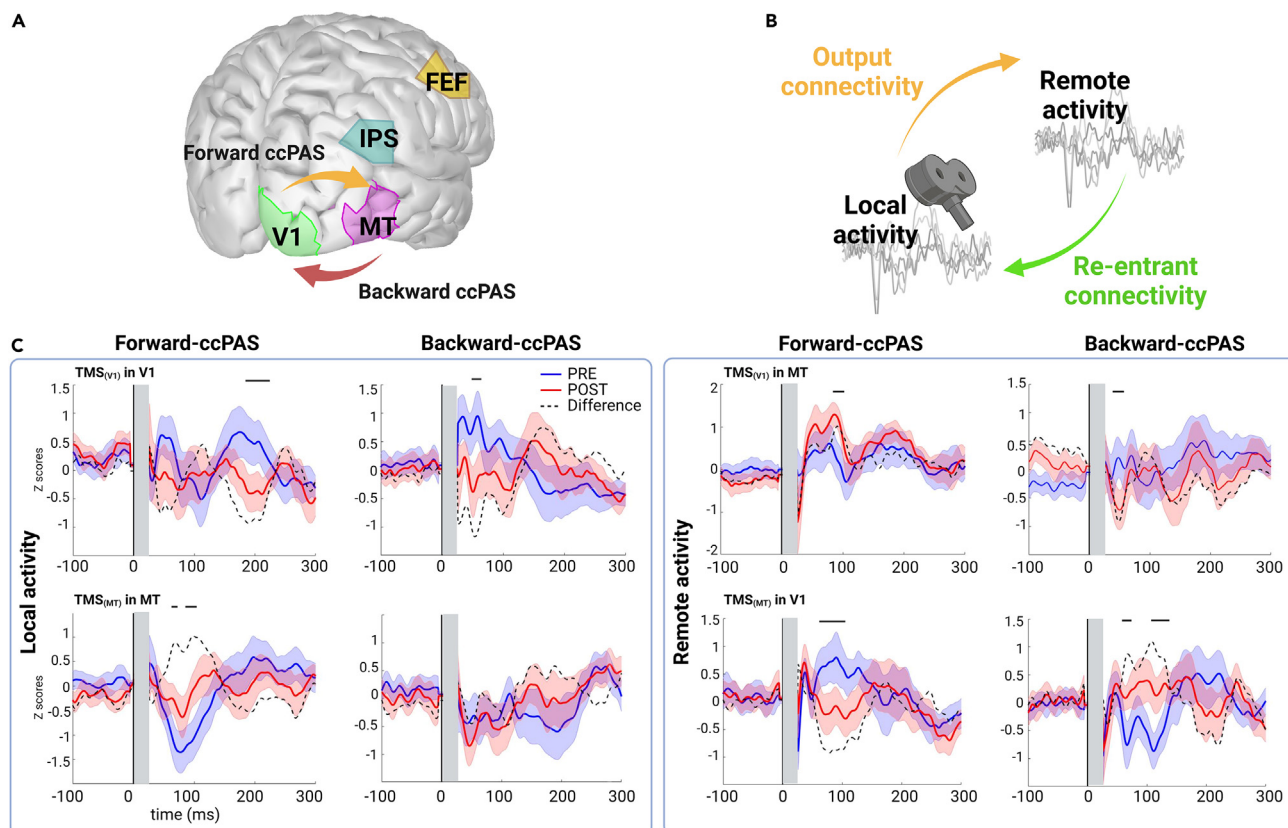 A
FEF
IPS
Forward ccPAS
V1
MT
Backward ccPAS
B
Output
connectivity
Remote
activity
Local
activity
Re-entrant
connectivity
C
Forward-ccPAS
Backward-ccPAS
Forward-ccPAS
Backward-ccPAS
Local activity
TMS(V1) in V1
Z scores
1.5
1
0.5
0
-0.5
-1
-100
0
100
200
300
PRE
POST
Difference
1.5
1
0.5
0
-0.5
-1
-100
0
100
200
300
TMS(MT) in MT
Z scores
1
0.5
0
-0.5
-1
-1.5
-100
0
100
200
300
time (ms)
1
0.5
0
-0.5
-1
-100
0
100
200
300
Remote activity
TMS(V1) in MT
2
1
0
-1
-2
-100
0
100
200
300
1.5
1
0.5
0
-0.5
-1
-100
0
100
200
300
TMS(MT) in V1
1.5
1
0.5
0
-0.5
-1
-100
0
100
200
300
1.5
1
0.5
0
-0.5
-1
-100
0
100
200
300